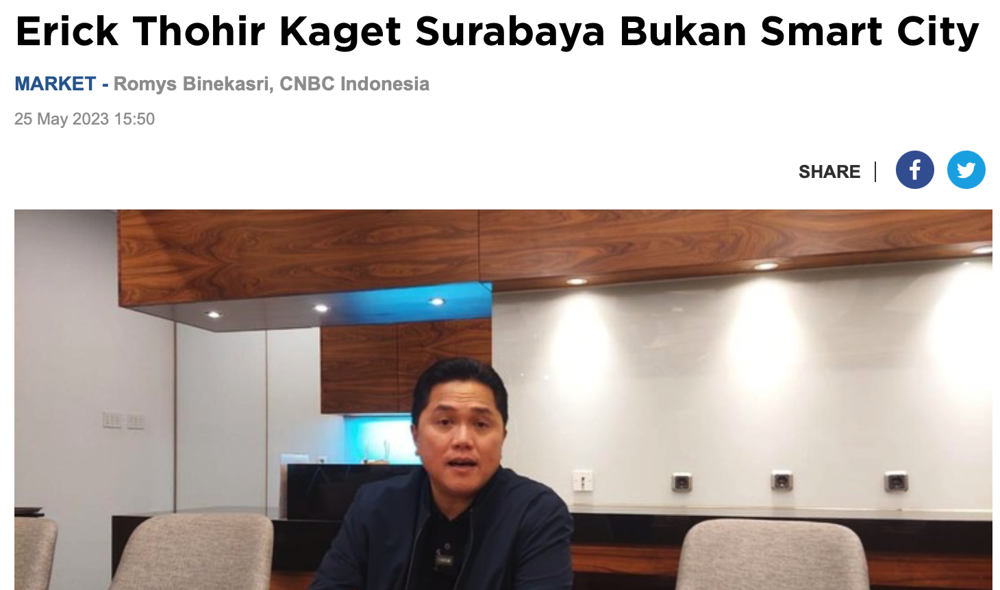 Erick Thohir Kaget Surabaya Bukan Smart City
MARKET - Romys Binekasri, CNBC Indonesia
25 May 2023 15:50
SHARE